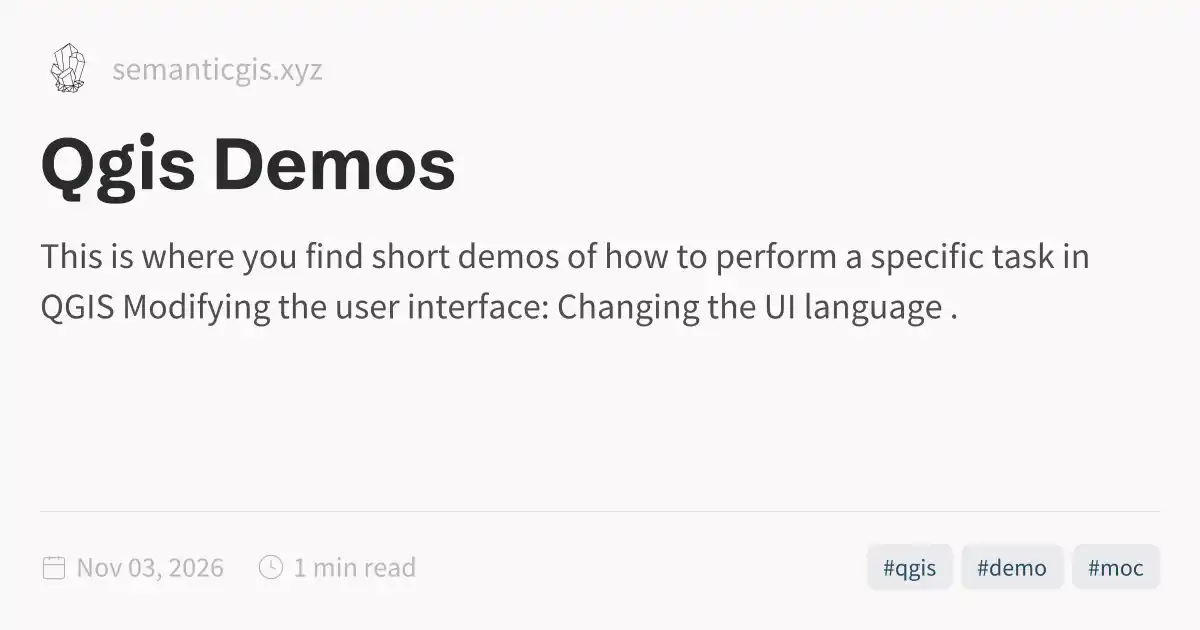 semanticgis.xyz
Qgis Demos
This is where you find short demos of how to perform a specific task in
QGIS Modifying the user interface: Changing the UI language .
Nov 03, 2026 1 min read #qgis #demo #moc